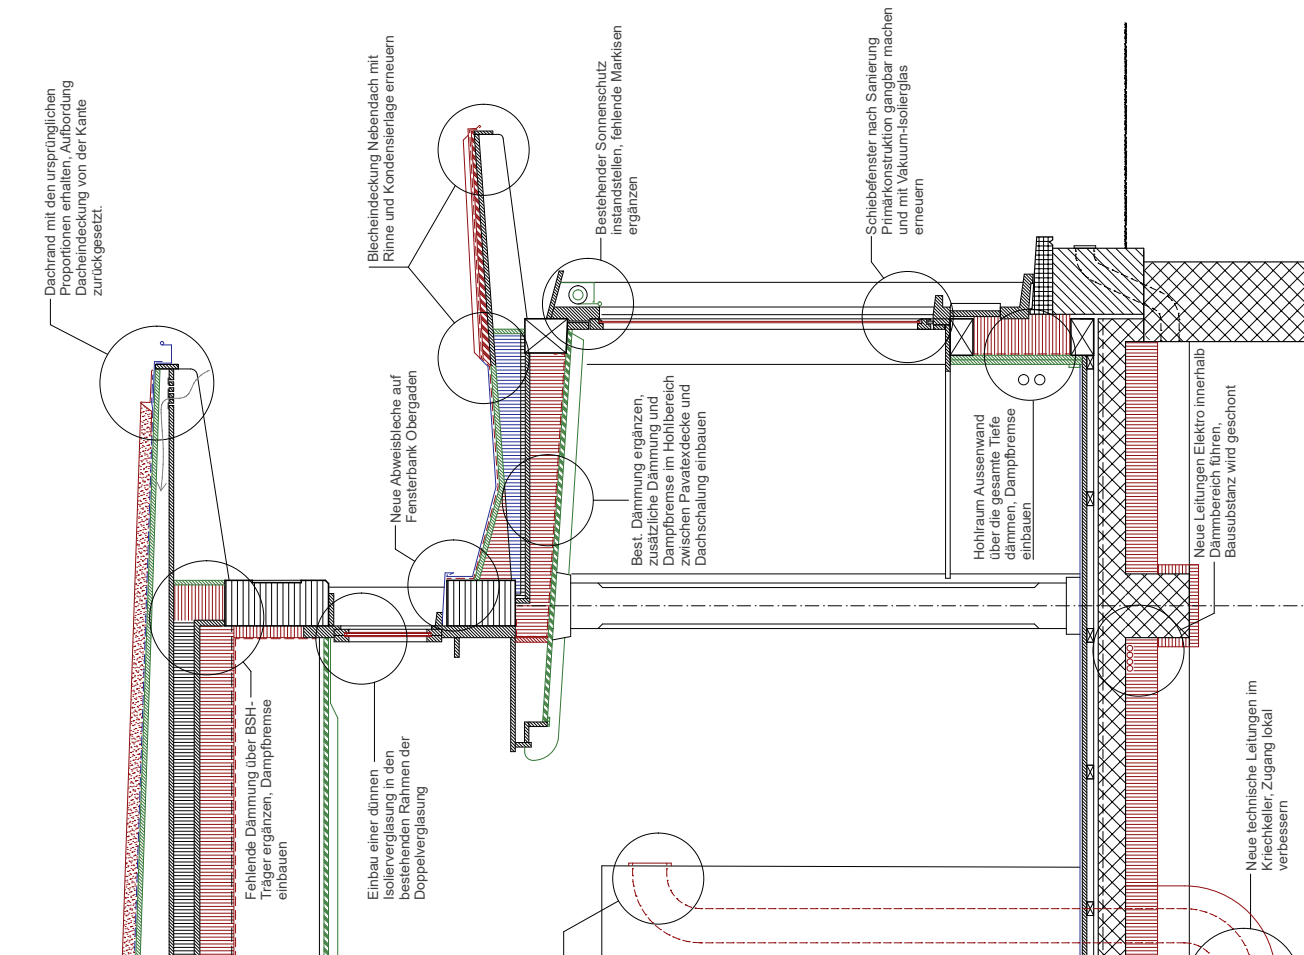 Dachrand mit den ursprünglichen
Proportionen erhalten, Aufbordung
Dacheindeckung von der Kante
zurückgesetzt.
Blecheindeckung Nebendach mit
Rinne und Kondensierlage erneuern
Bestehender Sonnenschutz
instandstellen, fehlende Markisen
ergänzen
Schiebefenster nach Sanierung
Primärkonstruktion gangbar machen
und mit Vakuum-Isolierglas
erneuern
Neue Abweisbleche auf
Fensterbank Obergaden
Best. Dämmung ergänzen,
zusätzliche Dämmung und
Dampfbremse im Hohlbereich
zwischen Pavatexdecke und
Dachschalung einbauen
Hohlraum Aussenwand
über die gesamte Tiefe
dämmen, Dampfbremse
einbauen
Neue Leitungen Elektro innerhalb
Dämmbereich führen,
Bausubstanz wird geschont
Fehlende Dämmung über BSH-
Träger ergänzen, Dampfbremse
einbauen
Einbau einer dünnen
Isolierverglasung in den
bestehenden Rahmen der
Doppelverglasung
Neue technische Leitungen im
Kriechkeller, Zugang lokal
verbessern